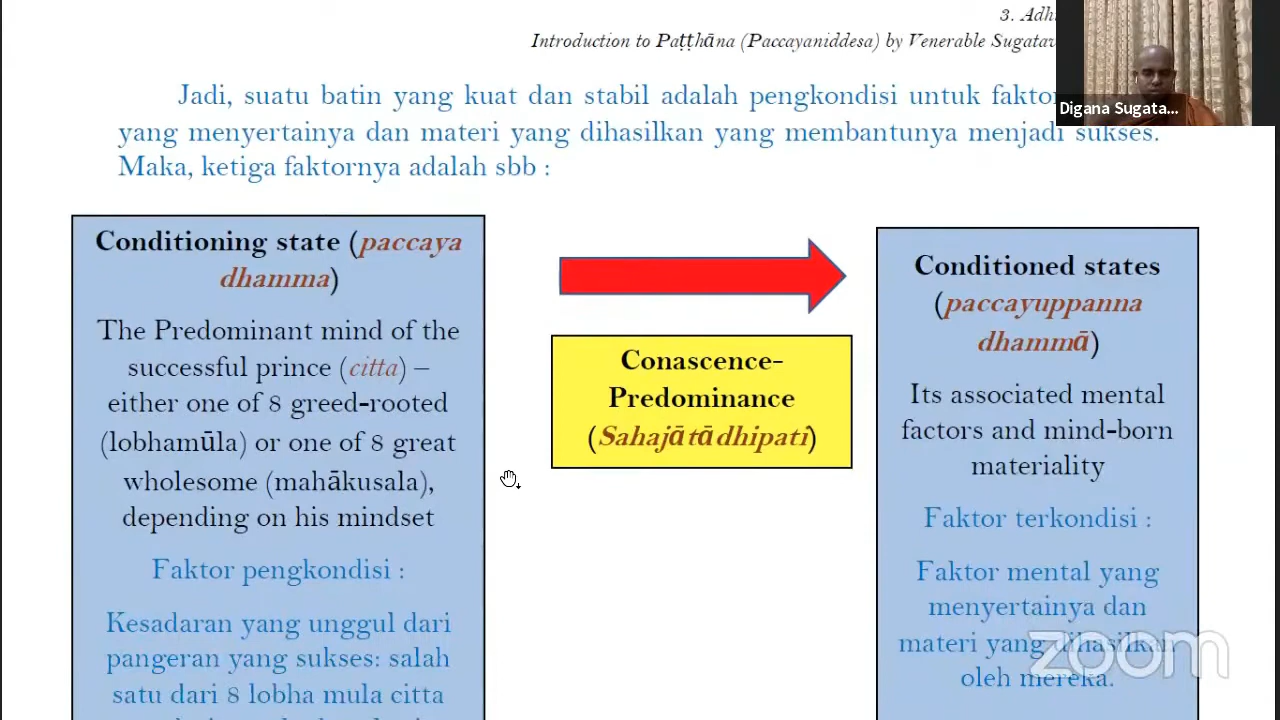 3. Adh
Introduction to Paṭṭhāna (Paccayaniddesa) by Venerable Sugata
Digana Sugata...
Jadi, suatu batin yang kuat dan stabil adalah pengkondisi untuk
yang menyertainya dan materi yang dihasilkan yang membantunya menjadi sukses.
Maka, ketiga faktornya adalah sbb :
Conditioning state (paccaya
dhamma)
The Predominant mind of the
successful prince (citta) –
either one of 8 greed-rooted
(lobhamūla) or one of 8 great
wholesome (mahākusala),
depending on his mindset
Faktor pengkondisi :
Kesadaran yang unggul dari
pangeran yang sukses: salah
satu dari 8 lobha mula citta
Conascence-
Predominance
(Sahajātādhipati)
Conditioned states
(paccayuppanna
dhammā)
Its associated mental
factors and mind-born
materiality
Faktor terkondisi :
Faktor mental yang
menyertainya dan
materi yang dihasilkan
oleh mereka.
zoom